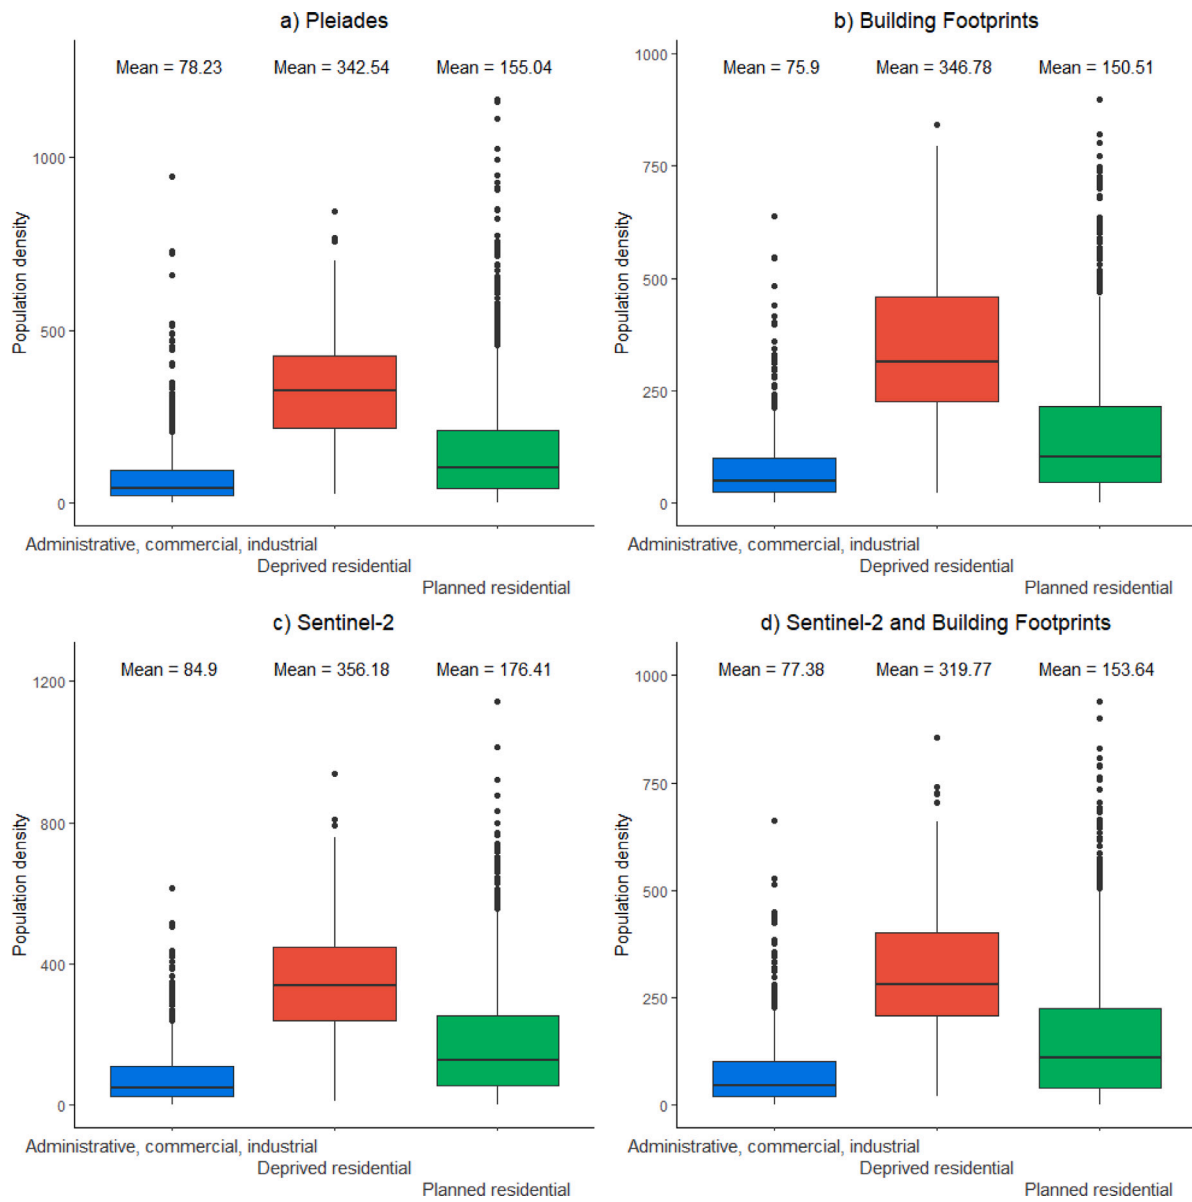 a) Pleiades
Mean = 78.23 Mean = 342.54 Mean = 155.04
Population density
1000
500
0
Administrative, commercial, industrial
Deprived residential
Planned residential
b) Building Footprints
Mean = 75.9 Mean = 346.78 Mean = 150.51
Population density
1000
750
500
250
0
Administrative, commercial, industrial
Deprived residential
Planned residential
c) Sentinel-2
Mean = 84.9 Mean = 356.18 Mean = 176.41
Population density
1200
800
400
0
Administrative, commercial, industrial
Deprived residential
Planned residential
d) Sentinel-2 and Building Footprints
Mean = 77.38 Mean = 319.77 Mean = 153.64
Population density
1000
750
500
250
0
Administrative, commercial, industrial
Deprived residential
Planned residential